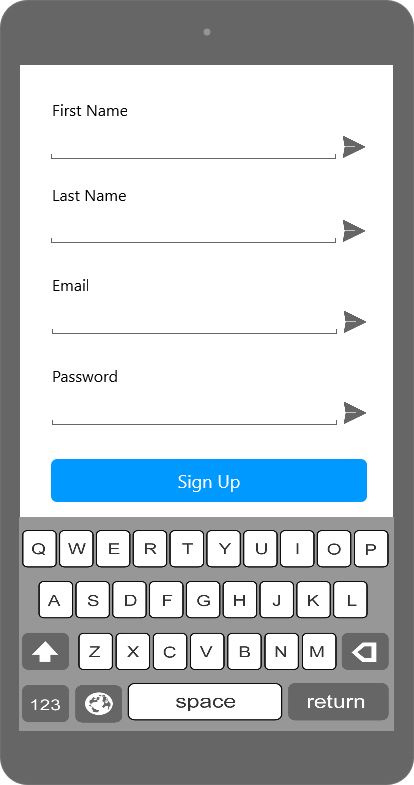 First Name
Last Name
Email
Password
Sign Up
Q W E R T Y U I O P
A S D F G H J K L
Z X C V B N M
123 space return